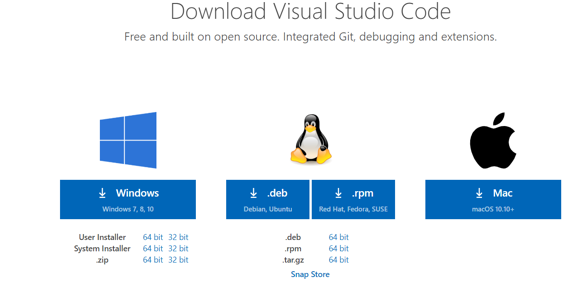 Download Visual Studio Code
Free and built on open source. Integrated Git, debugging and extensions.
Windows
Windows 7, 8, 10
User Installer 64 bit 32 bit
System Installer 64 bit 32 bit
.zip 64 bit 32 bit
.deb
Debian, Ubuntu
.rpm
Red Hat, Fedora, SUSE
.deb 64 bit
.rpm 64 bit
.tar.gz 64 bit
Snap Store
Mac
macOS 10.10+